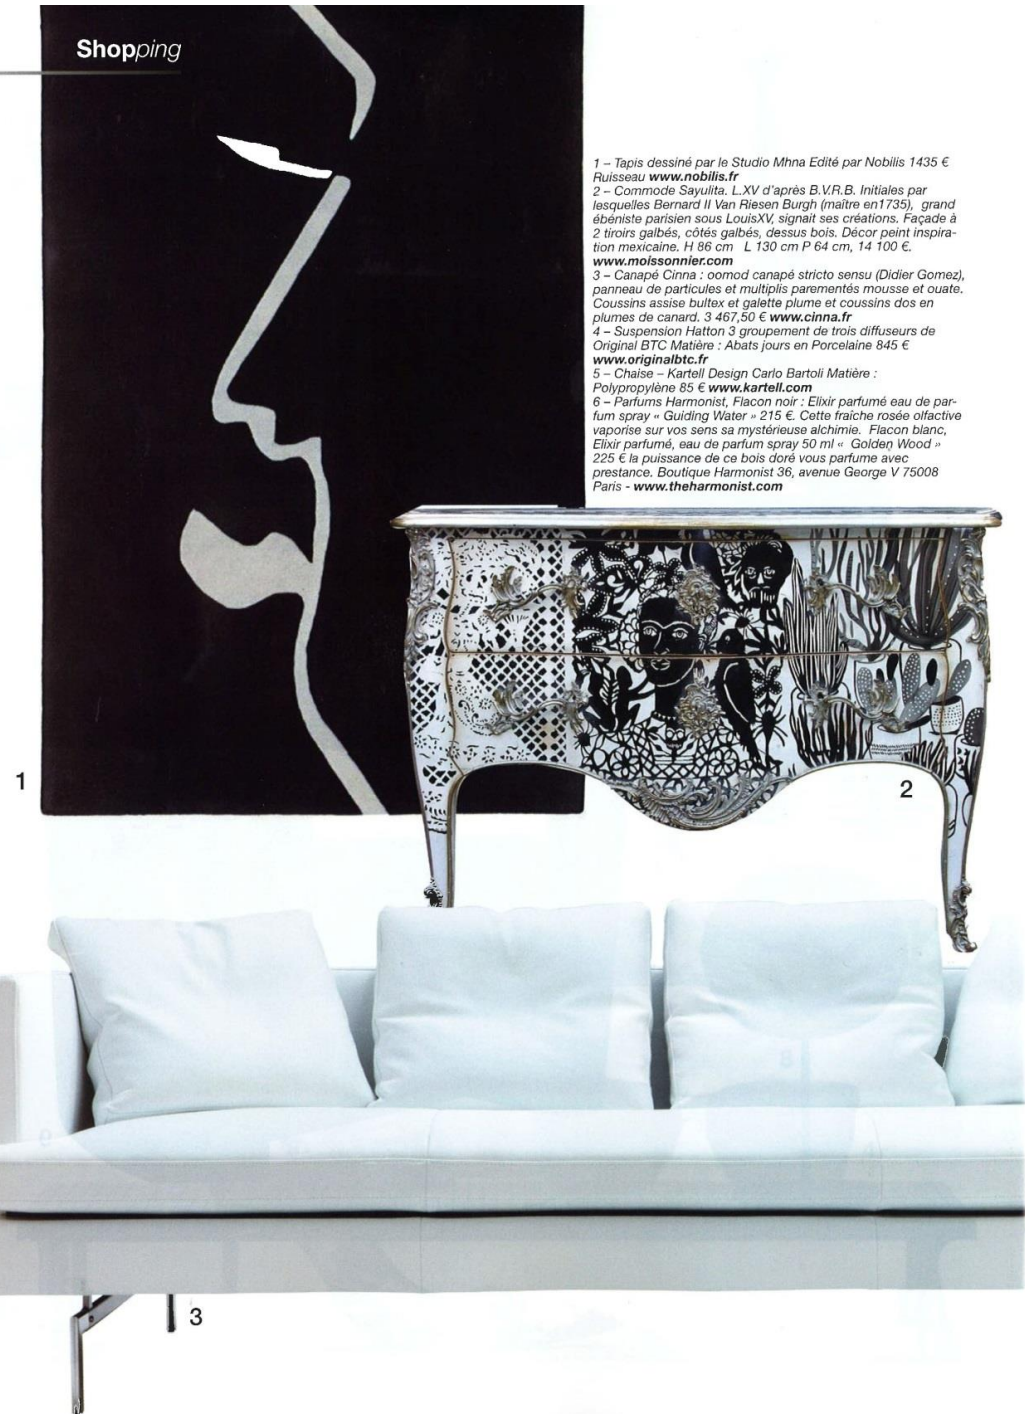 Shopping
1 – Tapis dessiné par le Studio Mhna Edité par Nobilis 1435 €
Ruisseau www.nobilis.fr
2 – Commode Sayulita. L.XV d'après B.V.R.B. Initiales par
lesquelles Bernard II Van Riesen Burgh (maître en1735), grand
ébéniste parisien sous LouisXV, signait ses créations. Façade à
2 tiroirs galbés, côtés galbés, dessus bois. Décor peint inspira-
tion mexicaine. H 86 cm L 130 cm P 64 cm, 14 100 €.
www.moissonnier.com
3 – Canapé Cinna : oomod canapé stricto sensu (Didier Gomez),
panneau de particules et multiplis parementés mousse et ouate.
Coussins assise bultex et galette plume et coussins dos en
plumes de canard. 3 467,50 € www.cinna.fr
4 – Suspension Hatton 3 groupement de trois diffuseurs de
Original BTC Matière : Abats jours en Porcelaine 845 €
www.originalbtc.fr
5 – Chaise – Kartell Design Carlo Bartoli Matière :
Polypropylène 85 € www.kartell.com
6 – Parfums Harmonist, Flacon noir : Elixir parfumé eau de par-
fum spray « Guiding Water » 215 €. Cette fraîche rosée olfactive
vaporise sur vos sens sa mystérieuse alchimie. Flacon blanc,
Elixir parfumé, eau de parfum spray 50 ml « Golden Wood »
225 € la puissance de ce bois doré vous parfume avec
prestance. Boutique Harmonist 36, avenue George V 75008
Paris - www.theharmonist.com
1
2
3